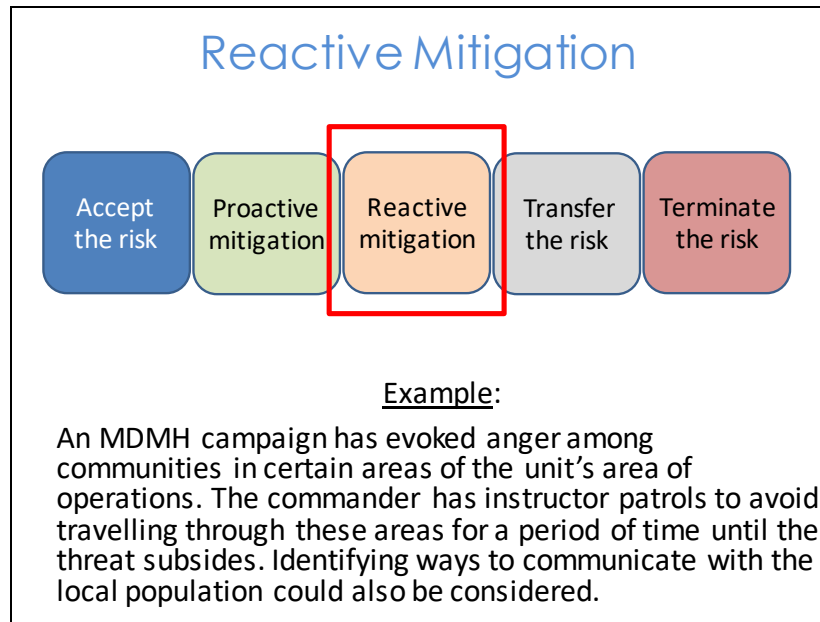 Reactive Mitigation
Accept
the risk
Proactive
mitigation
Reactive
mitigation
Transfer
the risk
Terminate
the risk
Example:
An MDMH campaign has evoked anger among
communities in certain areas of the unit’s area of
operations. The commander has instructor patrols to avoid
travelling through these areas for a period of time until the
threat subsides. Identifying ways to communicate with the
local population could also be considered.